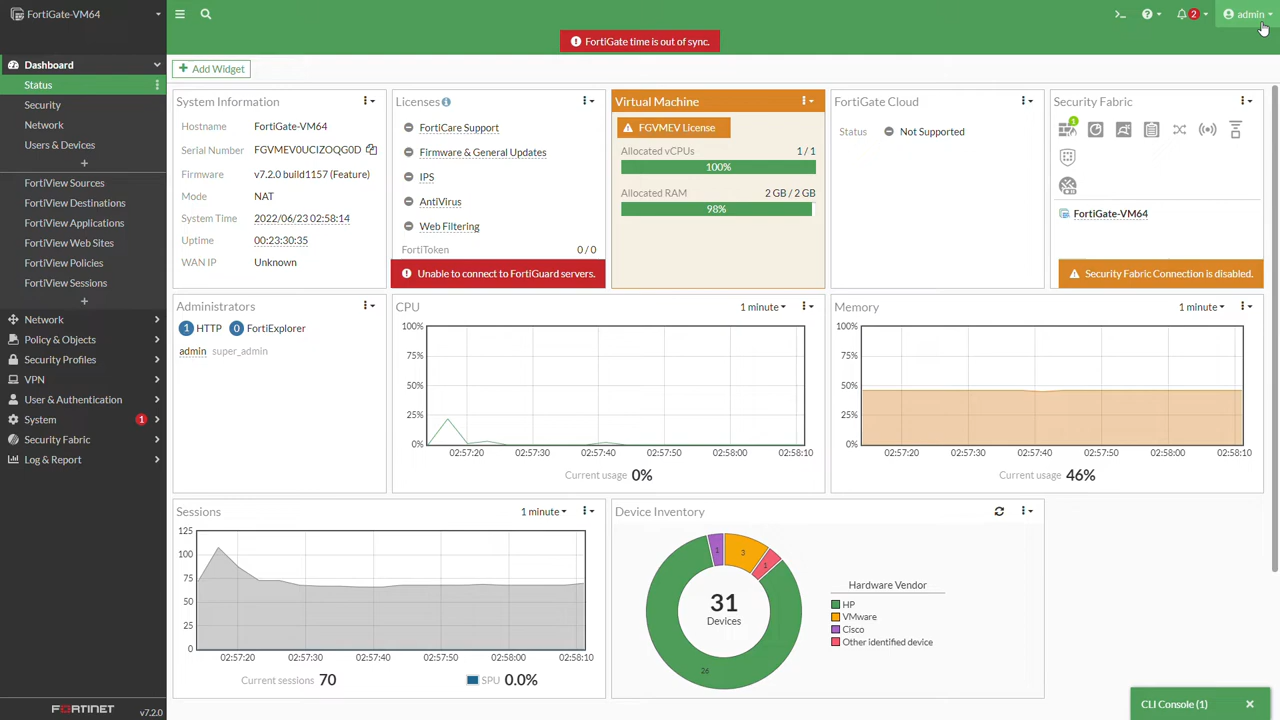 FortiGate-VM64
2
admin
FortiGate time is out of sync.
Dashboard
Status
Security
Network
Users & Devices
+
FortiView Sources
FortiView Destinations
FortiView Applications
FortiView Web Sites
FortiView Policies
FortiView Sessions
+
Network
Policy & Objects
Security Profiles
VPN
User & Authentication
System 1
Security Fabric
Log & Report
FORTINET v7.2.0
+ Add Widget
System Information
Hostname FortiGate-VM64
Serial Number FGVMEV0UCIZOQG0D
Firmware v7.2.0 build1157 (Feature)
Mode NAT
System Time 2022/06/23 02:58:14
Uptime 00:23:30:35
WAN IP Unknown
Licenses
FortiCare Support
Firmware & General Updates
IPS
AntiVirus
Web Filtering
FortiToken 0 / 0
Unable to connect to FortiGuard servers.
Virtual Machine
FGVMEV License
Allocated vCPUs 1 / 1
100%
Allocated RAM 2 GB / 2 GB
98%
FortiGate Cloud
Status Not Supported
Security Fabric
1
FortiGate-VM64
Security Fabric Connection is disabled.
Administrators
1 HTTP 0 FortiExplorer
admin super_admin
CPU 1 minute
100%
75%
50%
25%
0%
02:57:20 02:57:30 02:57:40 02:57:50 02:58:00 02:58:10
Current usage 0%
Memory 1 minute
100%
75%
50%
25%
0%
02:57:20 02:57:30 02:57:40 02:57:50 02:58:00 02:58:10
Current usage 46%
Sessions 1 minute
125
100
75
50
25
0
02:57:20 02:57:30 02:57:40 02:57:50 02:58:00 02:58:10
Current sessions 70 SPU 0.0%
Device Inventory
1
3
1
31
Devices
26
Hardware Vendor
HP
VMware
Cisco
Other identified device
CLI Console (1)